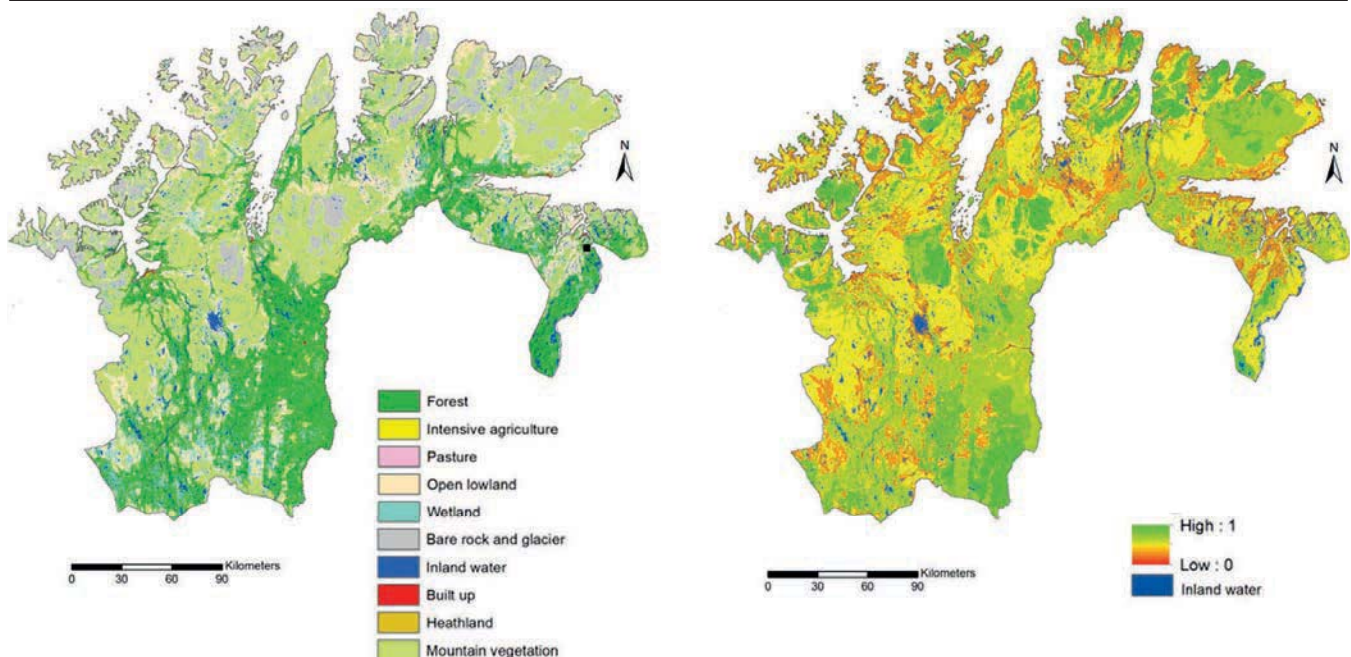 N
Forest
Intensive agriculture
Pasture
Open lowland
Wetland
Bare rock and glacier
Inland water
Built up
Heathland
Mountain vegetation
Kilometers
0 30 60 90
N
High : 1
Low : 0
Inland water
Kilometers
0 30 60 90